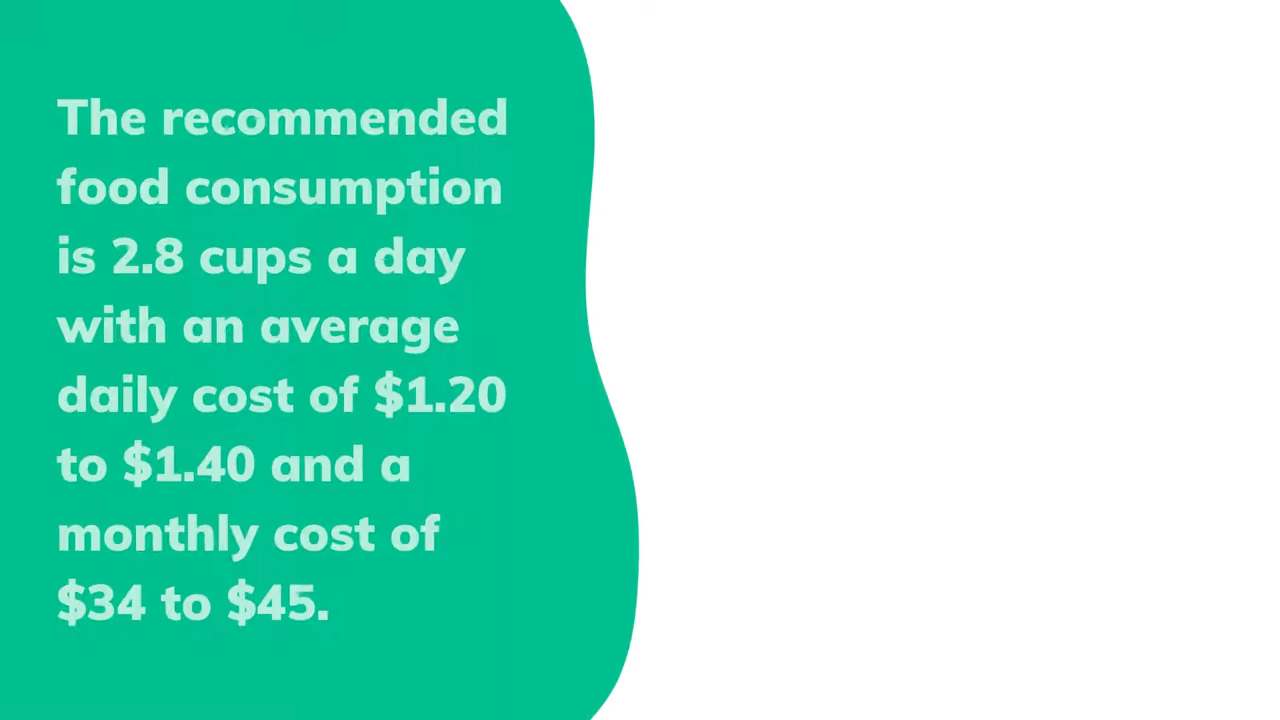 The recommended
food consumption
is 2.8 cups a day
with an average
daily cost of $1.20
to $1.40 and a
monthly cost of
$34 to $45.